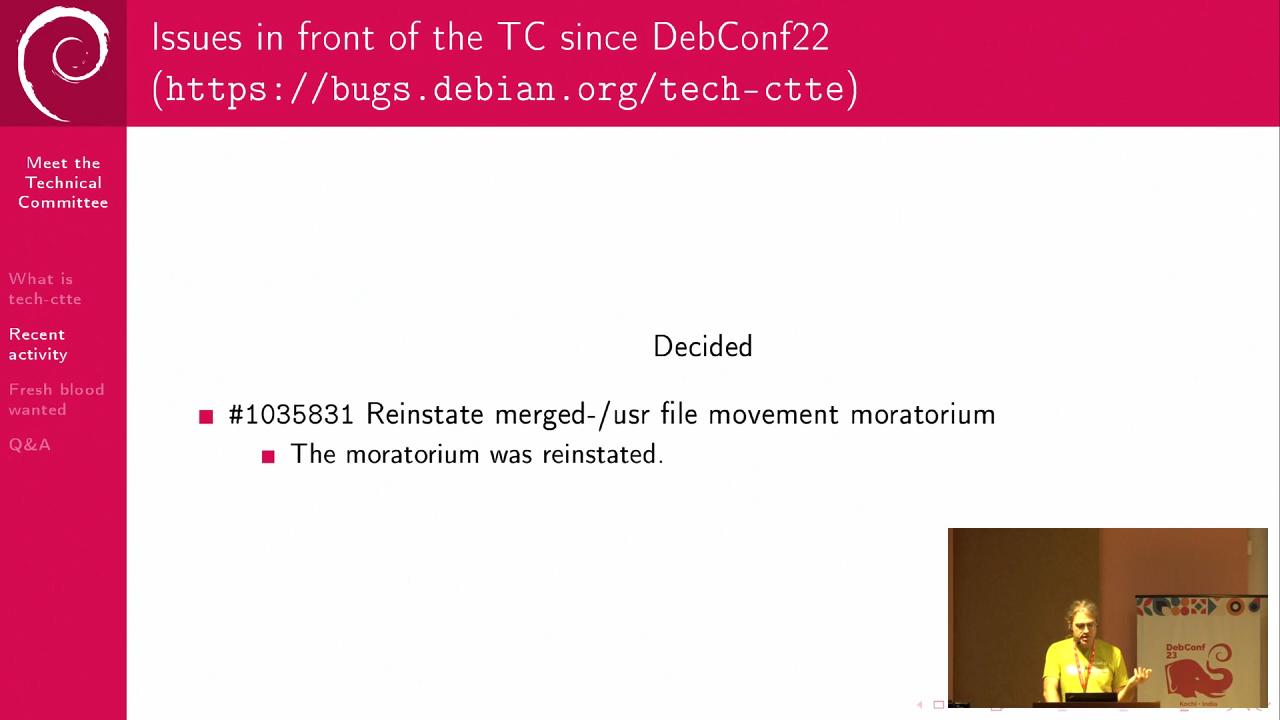 Issues in front of the TC since DebConf22
(https://bugs.debian.org/tech-ctte)
Meet the
Technical
Committee
What is
tech-ctte
Recent
activity
Fresh blood
wanted
Q&A
Decided
#1035831 Reinstate merged-/usr file movement moratorium
The moratorium was reinstated.
DebConf
23
Kochi · India